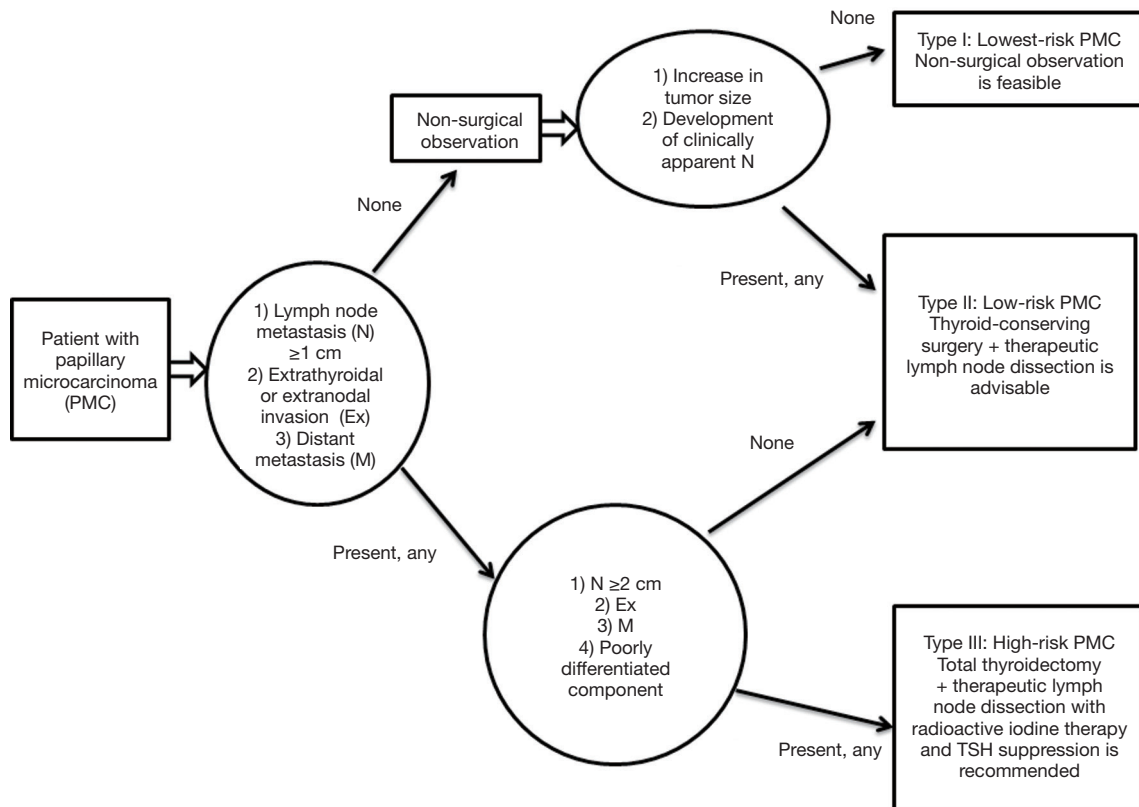 Patient with
papillary
microcarcinoma
(PMC)
1) Lymph node
metastasis (N)
≥1 cm
2) Extrathyroidal
or extranodal
invasion (Ex)
3) Distant
metastasis (M)
None
Non-surgical
observation
1) Increase in
tumor size
2) Development
of clinically
apparent N
None
Type I: Lowest-risk PMC
Non-surgical observation
is feasible
Present, any
Type II: Low-risk PMC
Thyroid-conserving
surgery + therapeutic
lymph node dissection is
advisable
Present, any
1) N ≥2 cm
2) Ex
3) M
4) Poorly
differentiated
component
None
Present, any
Type III: High-risk PMC
Total thyroidectomy
+ therapeutic lymph
node dissection with
radioactive iodine therapy
and TSH suppression is
recommended